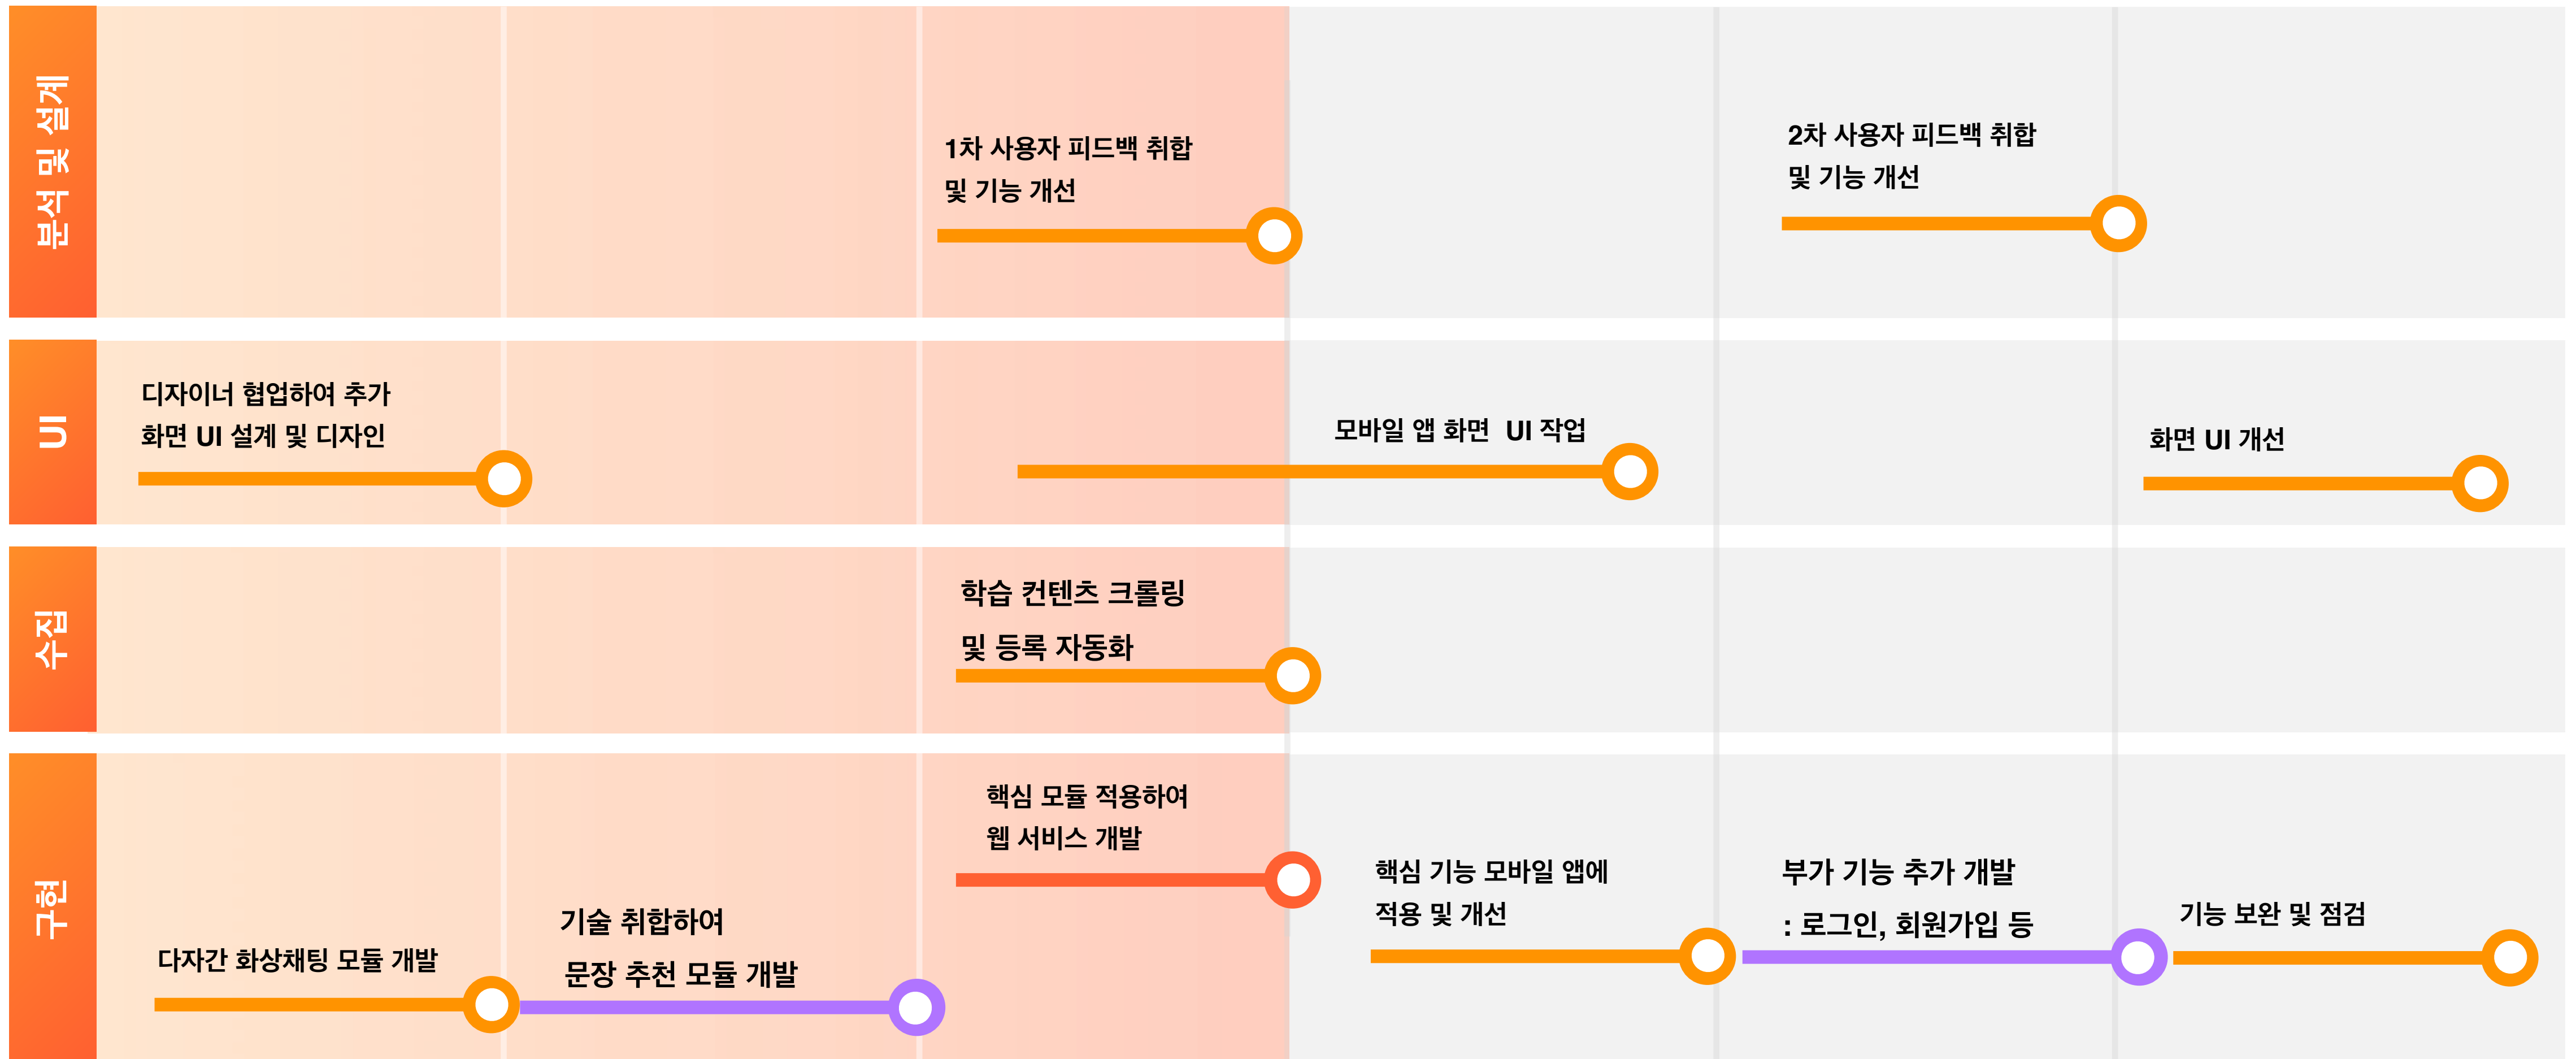 분석 및 설계
1차 사용자 피드백 취합
및 기능 개선
2차 사용자 피드백 취합
및 기능 개선
UI
디자이너 협업하여 추가
화면 UI 설계 및 디자인
모바일 앱 화면 UI 작업
화면 UI 개선
수집
학습 컨텐츠 크롤링
및 등록 자동화
구현
다자간 화상채팅 모듈 개발
기술 취합하여
문장 추천 모듈 개발
핵심 모듈 적용하여
웹 서비스 개발
핵심 기능 모바일 앱에
적용 및 개선
부가 기능 추가 개발
: 로그인, 회원가입 등
기능 보완 및 점검